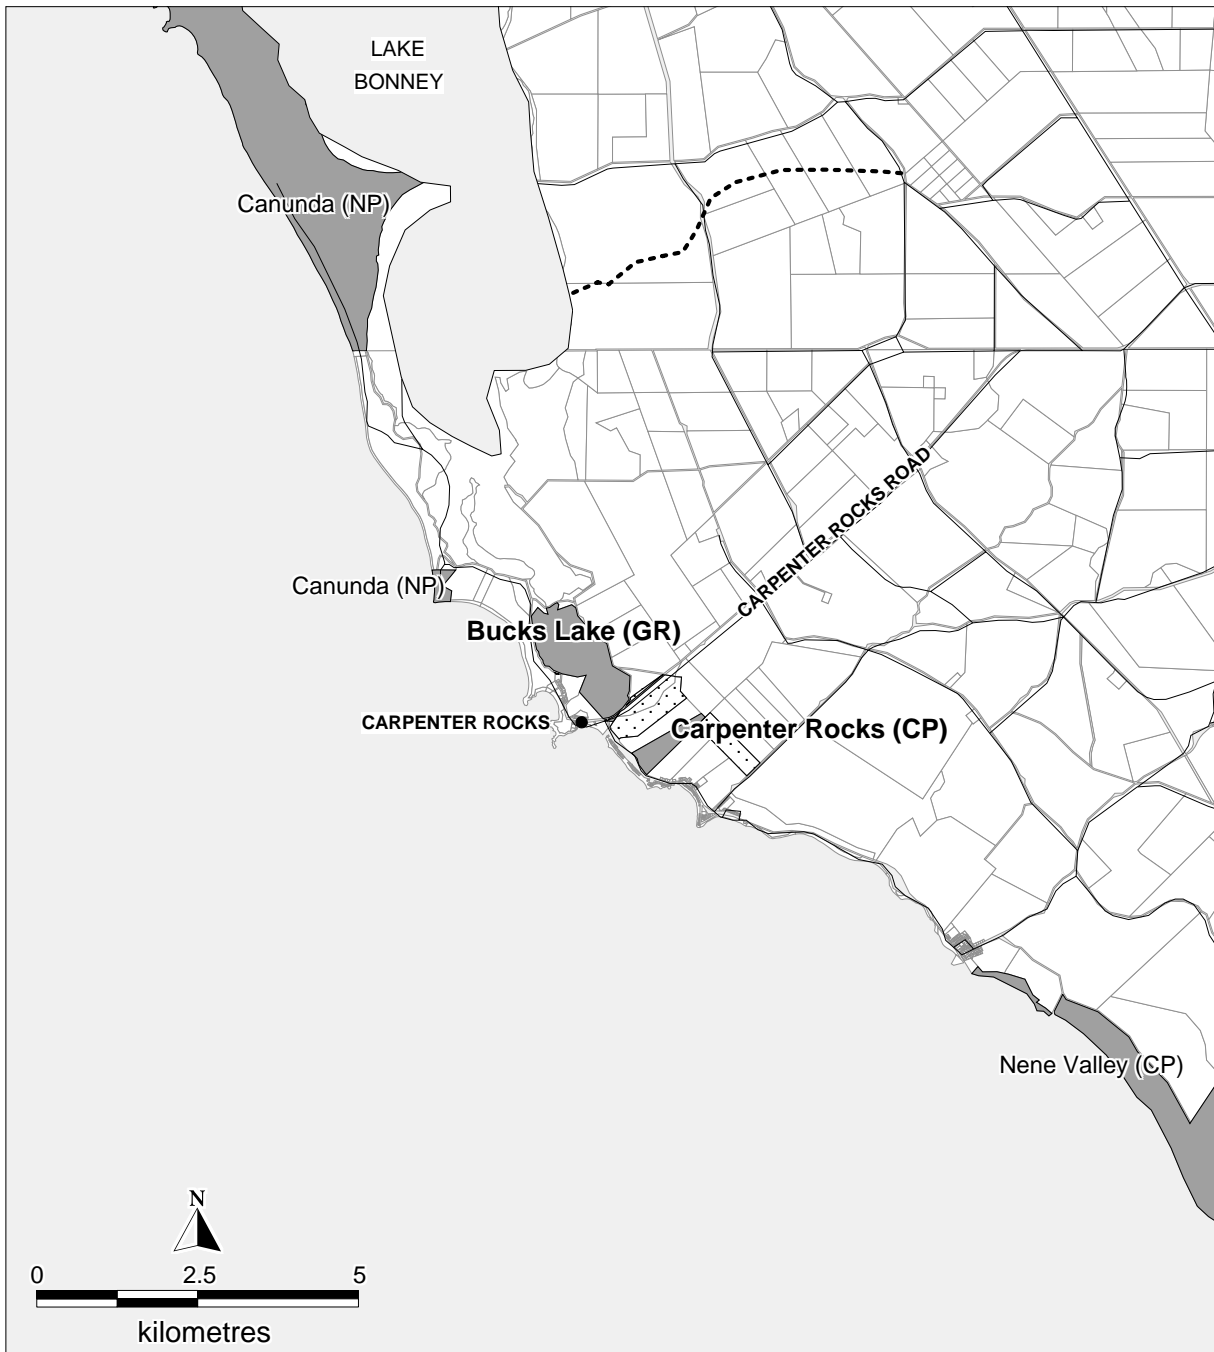 LAKE
BONNEY
Canunda (NP)
CARPENTER ROCKS ROAD
Canunda (NP)
Bucks Lake (GR)
CARPENTER ROCKS
Carpenter Rocks (CP)
Nene Valley (CP)
N
0 2.5 5
kilometres